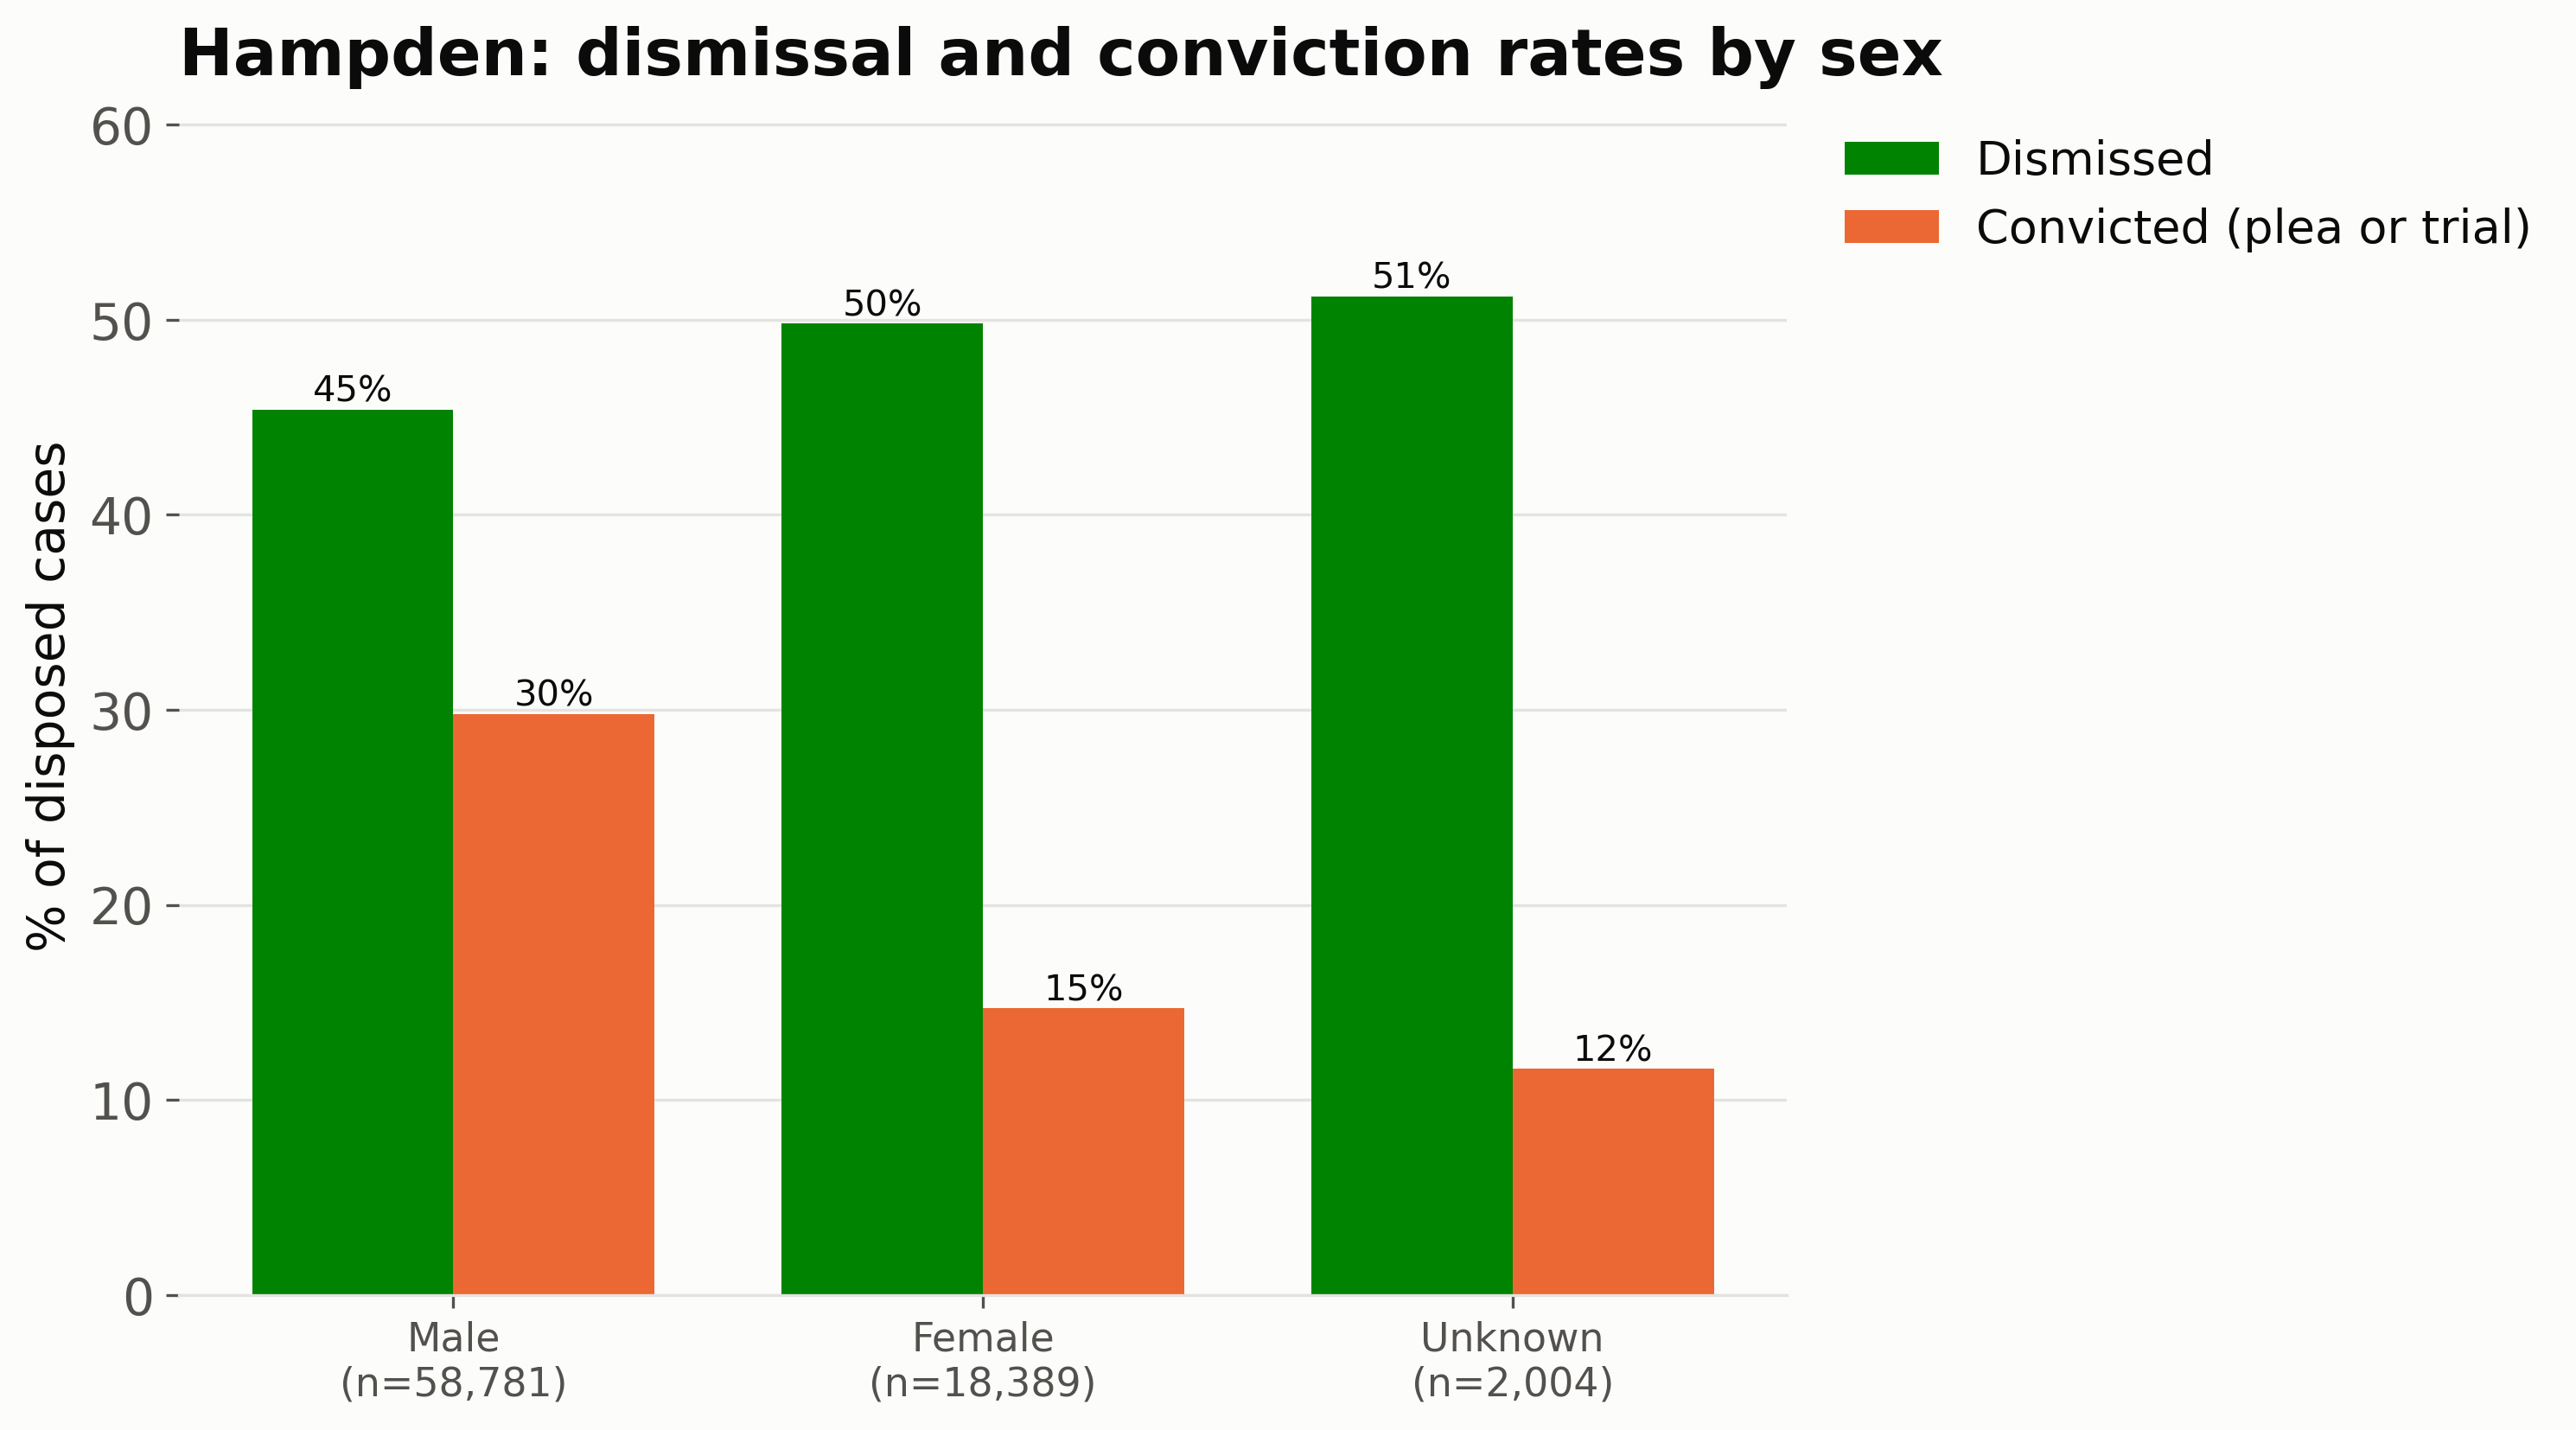 Hampden: dismissal and conviction rates by sex
Dismissed
Convicted (plea or trial)
% of disposed cases
60
50
40
30
20
10
0
45%
30%
50%
15%
51%
12%
Male
(n=58,781)
Female
(n=18,389)
Unknown
(n=2,004)